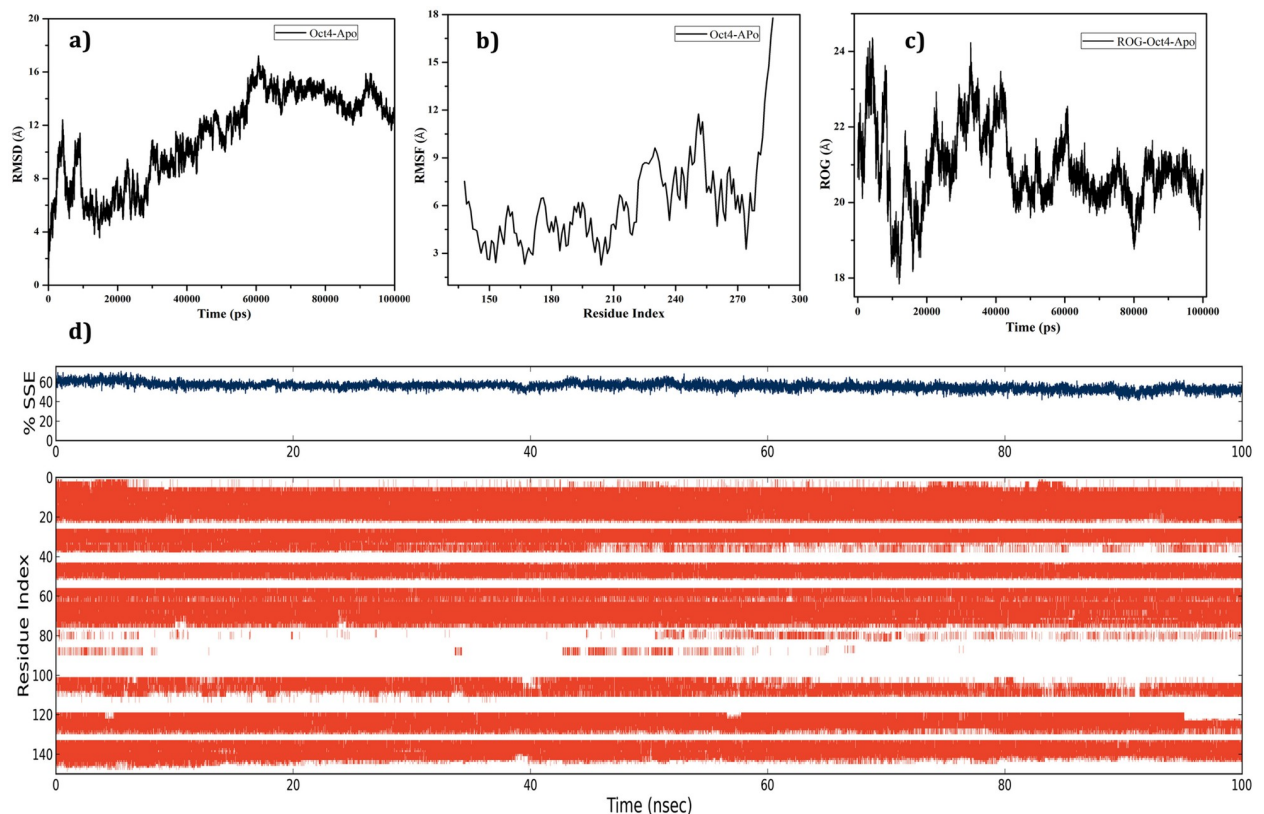 a)
Oct4-Apo
RMSD (Å)
20
16
12
8
4
0
0 20000 40000 60000 80000 100000
Time (ps)
b)
Oct4-APo
RMSF (Å)
18
15
12
9
6
3
150 180 210 240 270 300
Residue Index
c)
ROG-Oct4-Apo
ROG (Å)
24
22
20
18
0 20000 40000 60000 80000 100000
Time (ps)
d)
% SSE
60
40
20
0
0 20 40 60 80 100
Residue Index
0
20
40
60
80
100
120
140
0 20 40 60 80 100
Time (nsec)